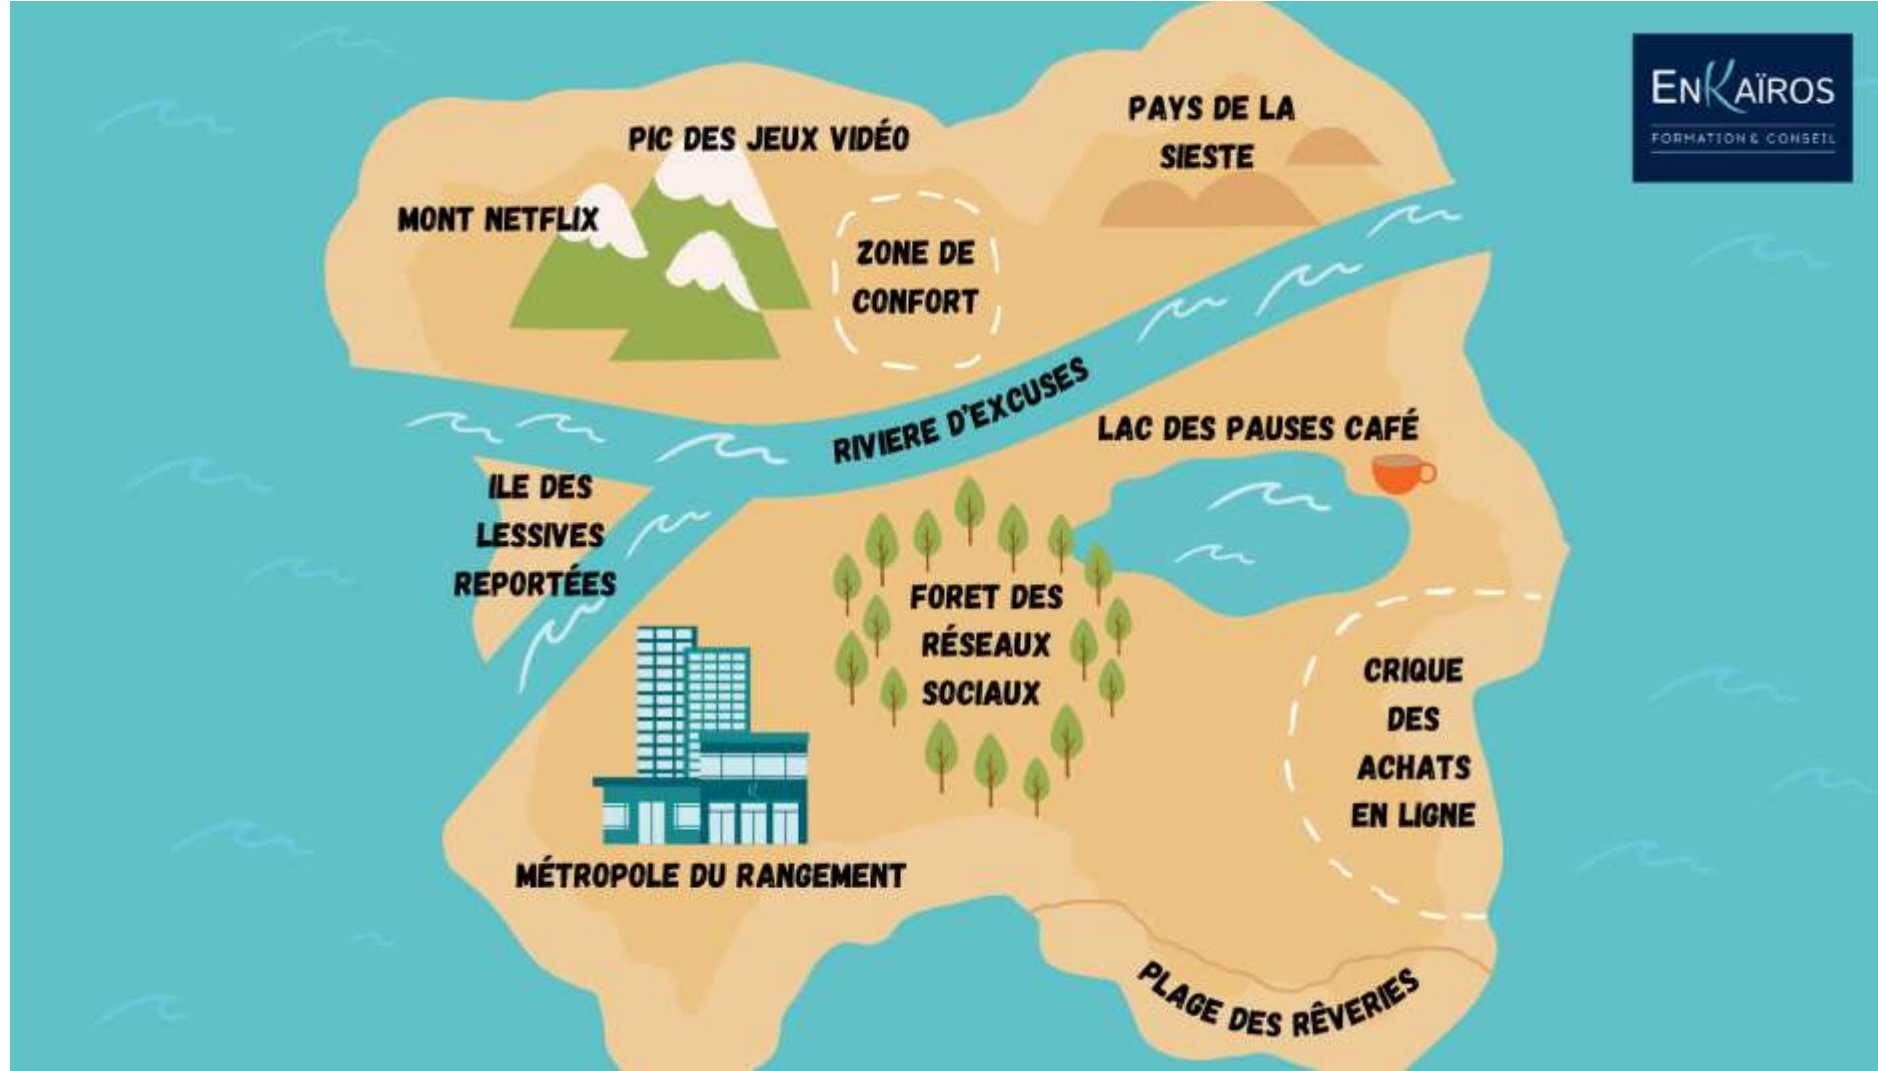 ENKAÏROS
FORMATION & CONSEIL
PAYS DE LA
SIESTE
PIC DES JEUX VIDÉO
MONT NETFLIX
ZONE DE
CONFORT
RIVIERE D'EXCUSES
LAC DES PAUSES CAFÉ
ILE DES
LESSIVES
REPORTÉES
FORET DES
RÉSEAUX
SOCIAUX
CRIQUE
DES
ACHATS
EN LIGNE
MÉTROPOLE DU RANGEMENT
PLAGE DES RÊVERIES